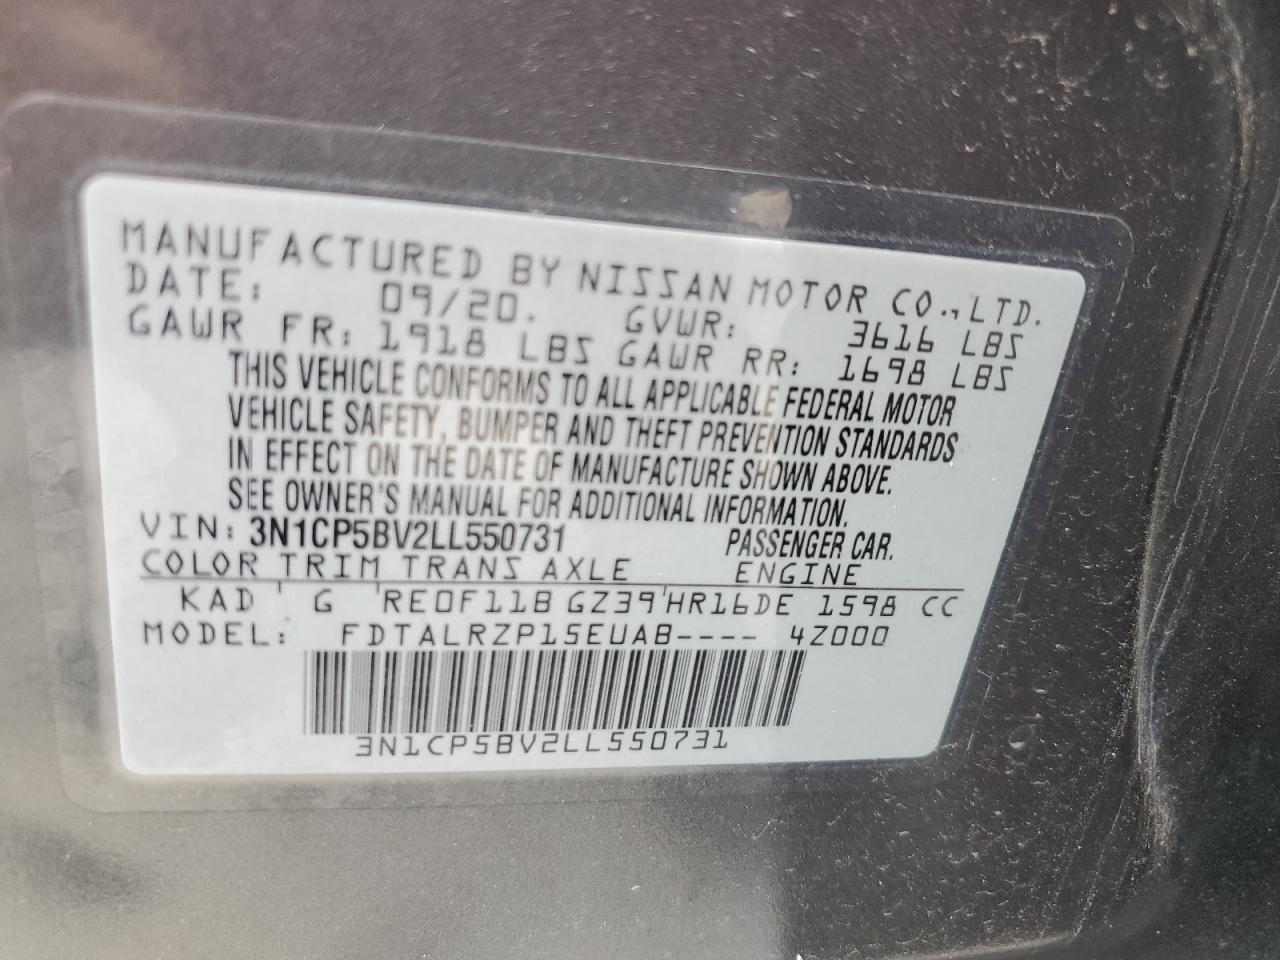 MANUFACTURED BY NISSAN MOTOR CO.,LTD.
DATE: 09/20. GVWR: 3616 LBS
GAWR FR: 1918 LBS GAWR RR: 1698 LBS
THIS VEHICLE CONFORMS TO ALL APPLICABLE FEDERAL MOTOR
VEHICLE SAFETY, BUMPER AND THEFT PREVENTION STANDARDS
IN EFFECT ON THE DATE OF MANUFACTURE SHOWN ABOVE.
SEE OWNER'S MANUAL FOR ADDITIONAL INFORMATION.
VIN: 3N1CP5BV2LL550731 PASSENGER CAR.
COLOR TRIM TRANS AXLE ENGINE
KAD G RE0F11B GZ39 HR16DE 1598 CC
MODEL: FDTALRZP15EUAB---- 4Z000
3N1CP5BV2LL550731